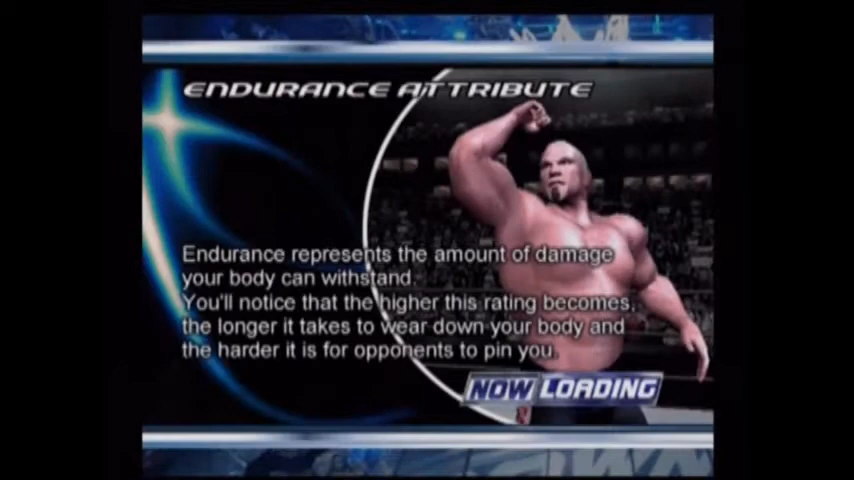 ENDURANCE ATTRIBUTE
Endurance represents the amount of damage
your body can withstand.
You'll notice that the higher this rating becomes,
the longer it takes to wear down your body and
the harder it is for opponents to pin you.
NOW LOADING